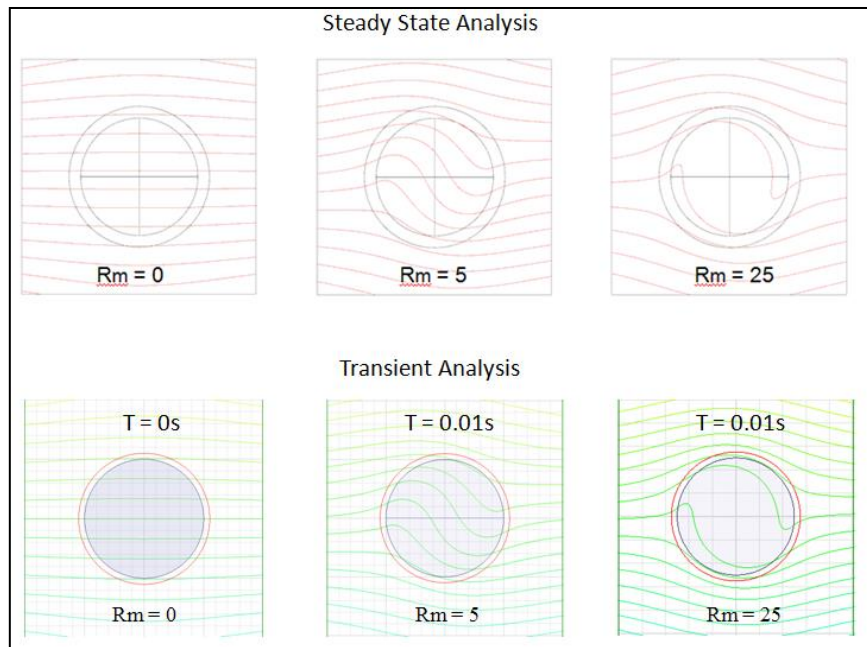 Steady State Analysis
Rm = 0
Rm = 5
Rm = 25
Transient Analysis
T = 0s
T = 0.01s
T = 0.01s
Rm = 0
Rm = 5
Rm = 25